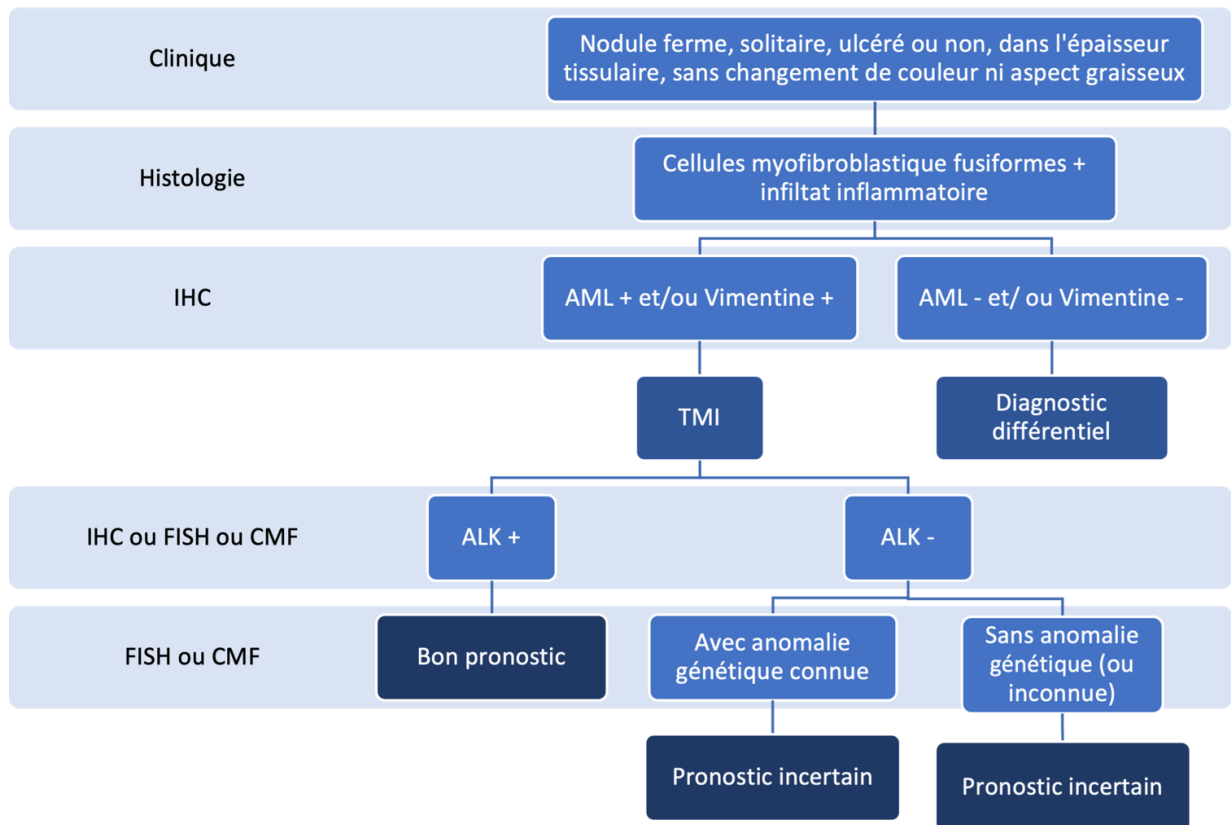 Clinique
Nodule ferme, solitaire, ulcéré ou non, dans l'épaisseur
tissulaire, sans changement de couleur ni aspect graisseux
Histologie
Cellules myofibroblastique fusiformes +
infiltat inflammatoire
IHC
AML + et/ou Vimentine +
AML - et/ ou Vimentine -
TMI
Diagnostic
différentiel
IHC ou FISH ou CMF
ALK +
ALK -
FISH ou CMF
Bon pronostic
Avec anomalie
génétique connue
Sans anomalie
génétique (ou
inconnue)
Pronostic incertain
Pronostic incertain